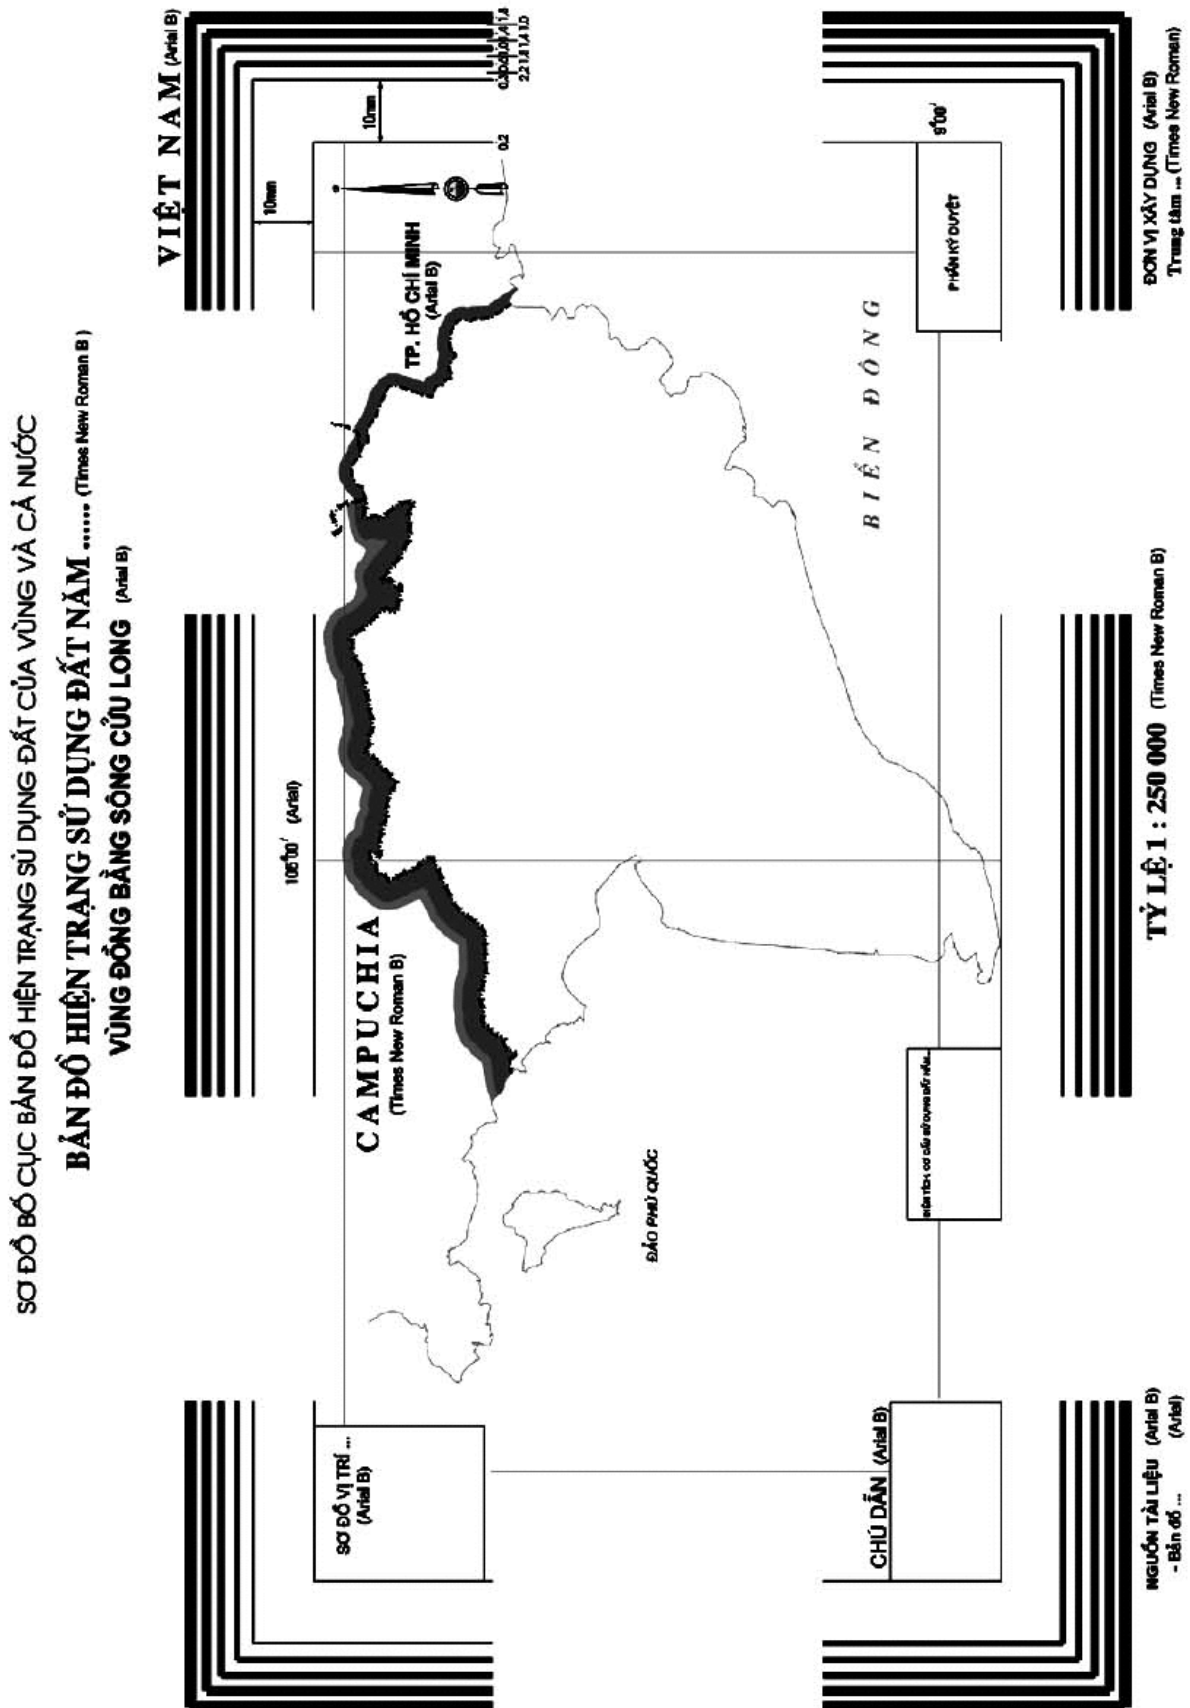 SƠ ĐỒ BỐ CỤC BẢN ĐỒ HIỆN TRẠNG SỬ DỤNG ĐẤT CỦA VÙNG VÀ CẢ NƯỚC
BẢN ĐỒ HIỆN TRẠNG SỬ DỤNG ĐẤT NĂM ...... (Times New Roman B)
VÙNG ĐỒNG BẰNG SÔNG CỬU LONG (Arial B)
VIỆT NAM (Arial B)
105°00' (Arial)
10mm
10mm
0.2
SƠ ĐỒ VỊ TRÍ ...
(Arial B)
CAMPUCHIA
(Times New Roman B)
TP. HỒ CHÍ MINH
(Arial B)
ĐẢO PHÚ QUỐC
BIỂN ĐÔNG
CHÚ DẪN (Arial B)
PHẦN KÝ DUYỆT
9°00'
NGUỒN TÀI LIỆU (Arial B)
- Bản đồ ... (Arial)
TỶ LỆ 1 : 250 000 (Times New Roman B)
ĐƠN VỊ XÂY DỰNG (Arial B)
Trung tâm ... (Times New Roman)